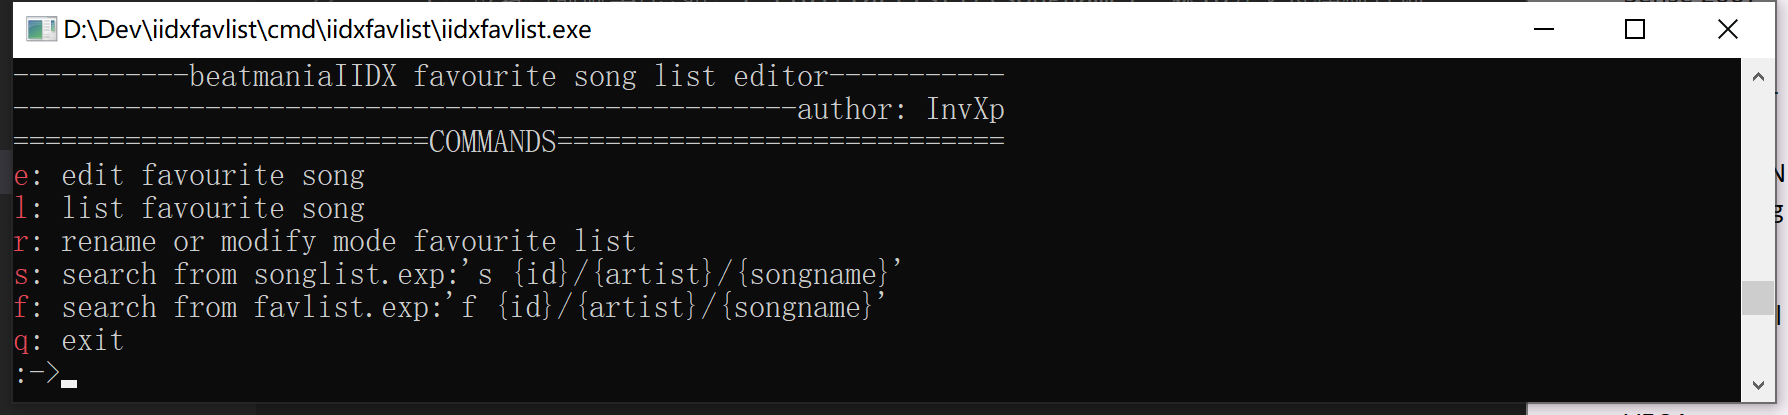 D:\Dev\iidxfavlist\cmd\iidxfavlist\iidxfavlist.exe
-----------beatmaniaIIDX favourite song list editor-----------
-------------------------------------------------author: InvXp
==========================COMMANDS============================
e: edit favourite song
l: list favourite song
r: rename or modify mode favourite list
s: search from songlist.exp:'s {id}/{artist}/{songname}'
f: search from favlist.exp:'f {id}/{artist}/{songname}'
q: exit
:->